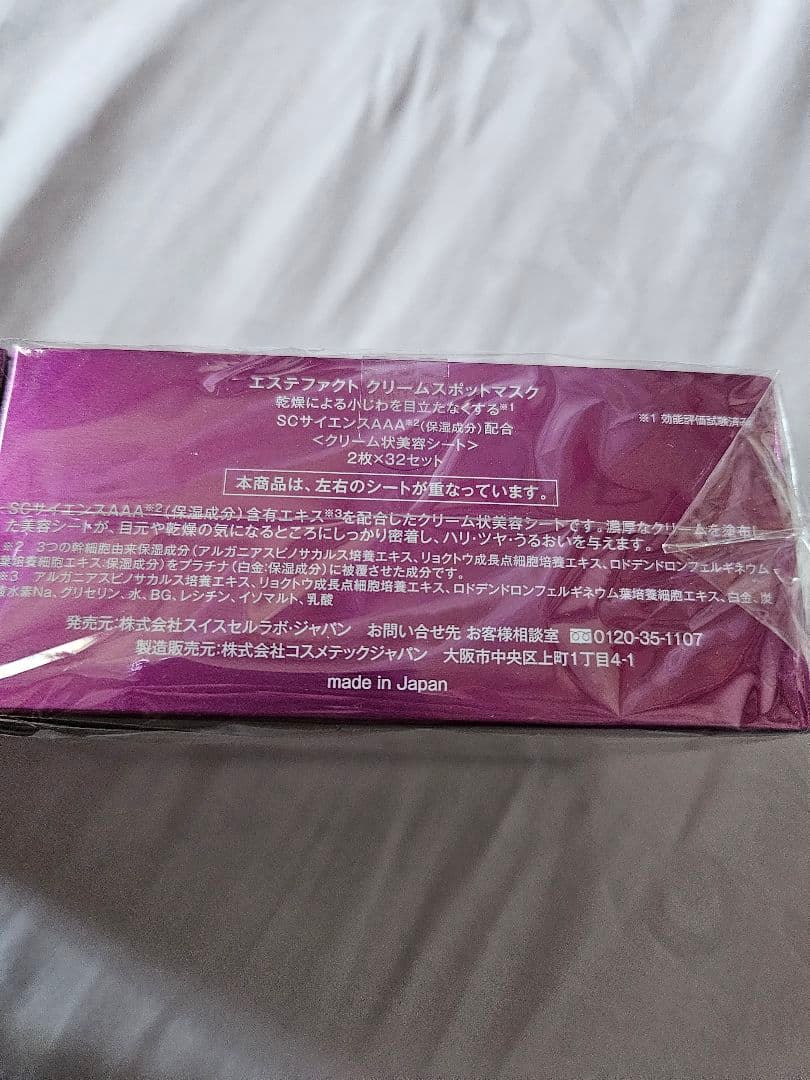 エステファクト クリームスポットマスク
乾燥による小じわを目立たなくする※1
※1 効能評価試験済み
SCサイエンスAAA※2(保湿成分)配合
<クリーム状美容シート>
2枚×32セット
本商品は、左右のシートが重なっています。
SCサイエンスAAA※2(保湿成分)含有エキス※3を配合したクリーム状美容シートです。濃厚なクリームを塗布し
た美容シートが、目元や乾燥の気になるところにしっかり密着し、ハリ・ツヤ・うるおいを与えます。
※2 3つの幹細胞由来保湿成分(アルガニアスピノサカルス培養エキス、リョクトウ成長点細胞培養エキス、ロドデンドロンフェルギネウム
葉培養細胞エキス:保湿成分)をプラチナ(白金:保湿成分)に被覆させた成分です。
※3 アルガニアスピノサカルス培養エキス、リョクトウ成長点細胞培養エキス、ロドデンドロンフェルギネウム葉培養細胞エキス、白金、炭
酸水素Na、グリセリン、水、BG、レシチン、イソマルト、乳酸
発売元:株式会社スイスセルラボ・ジャパン お問い合せ先 お客様相談室 0120-35-1107
製造販売元:株式会社コスメテックジャパン 大阪市中央区上町1丁目4-1
made in Japan